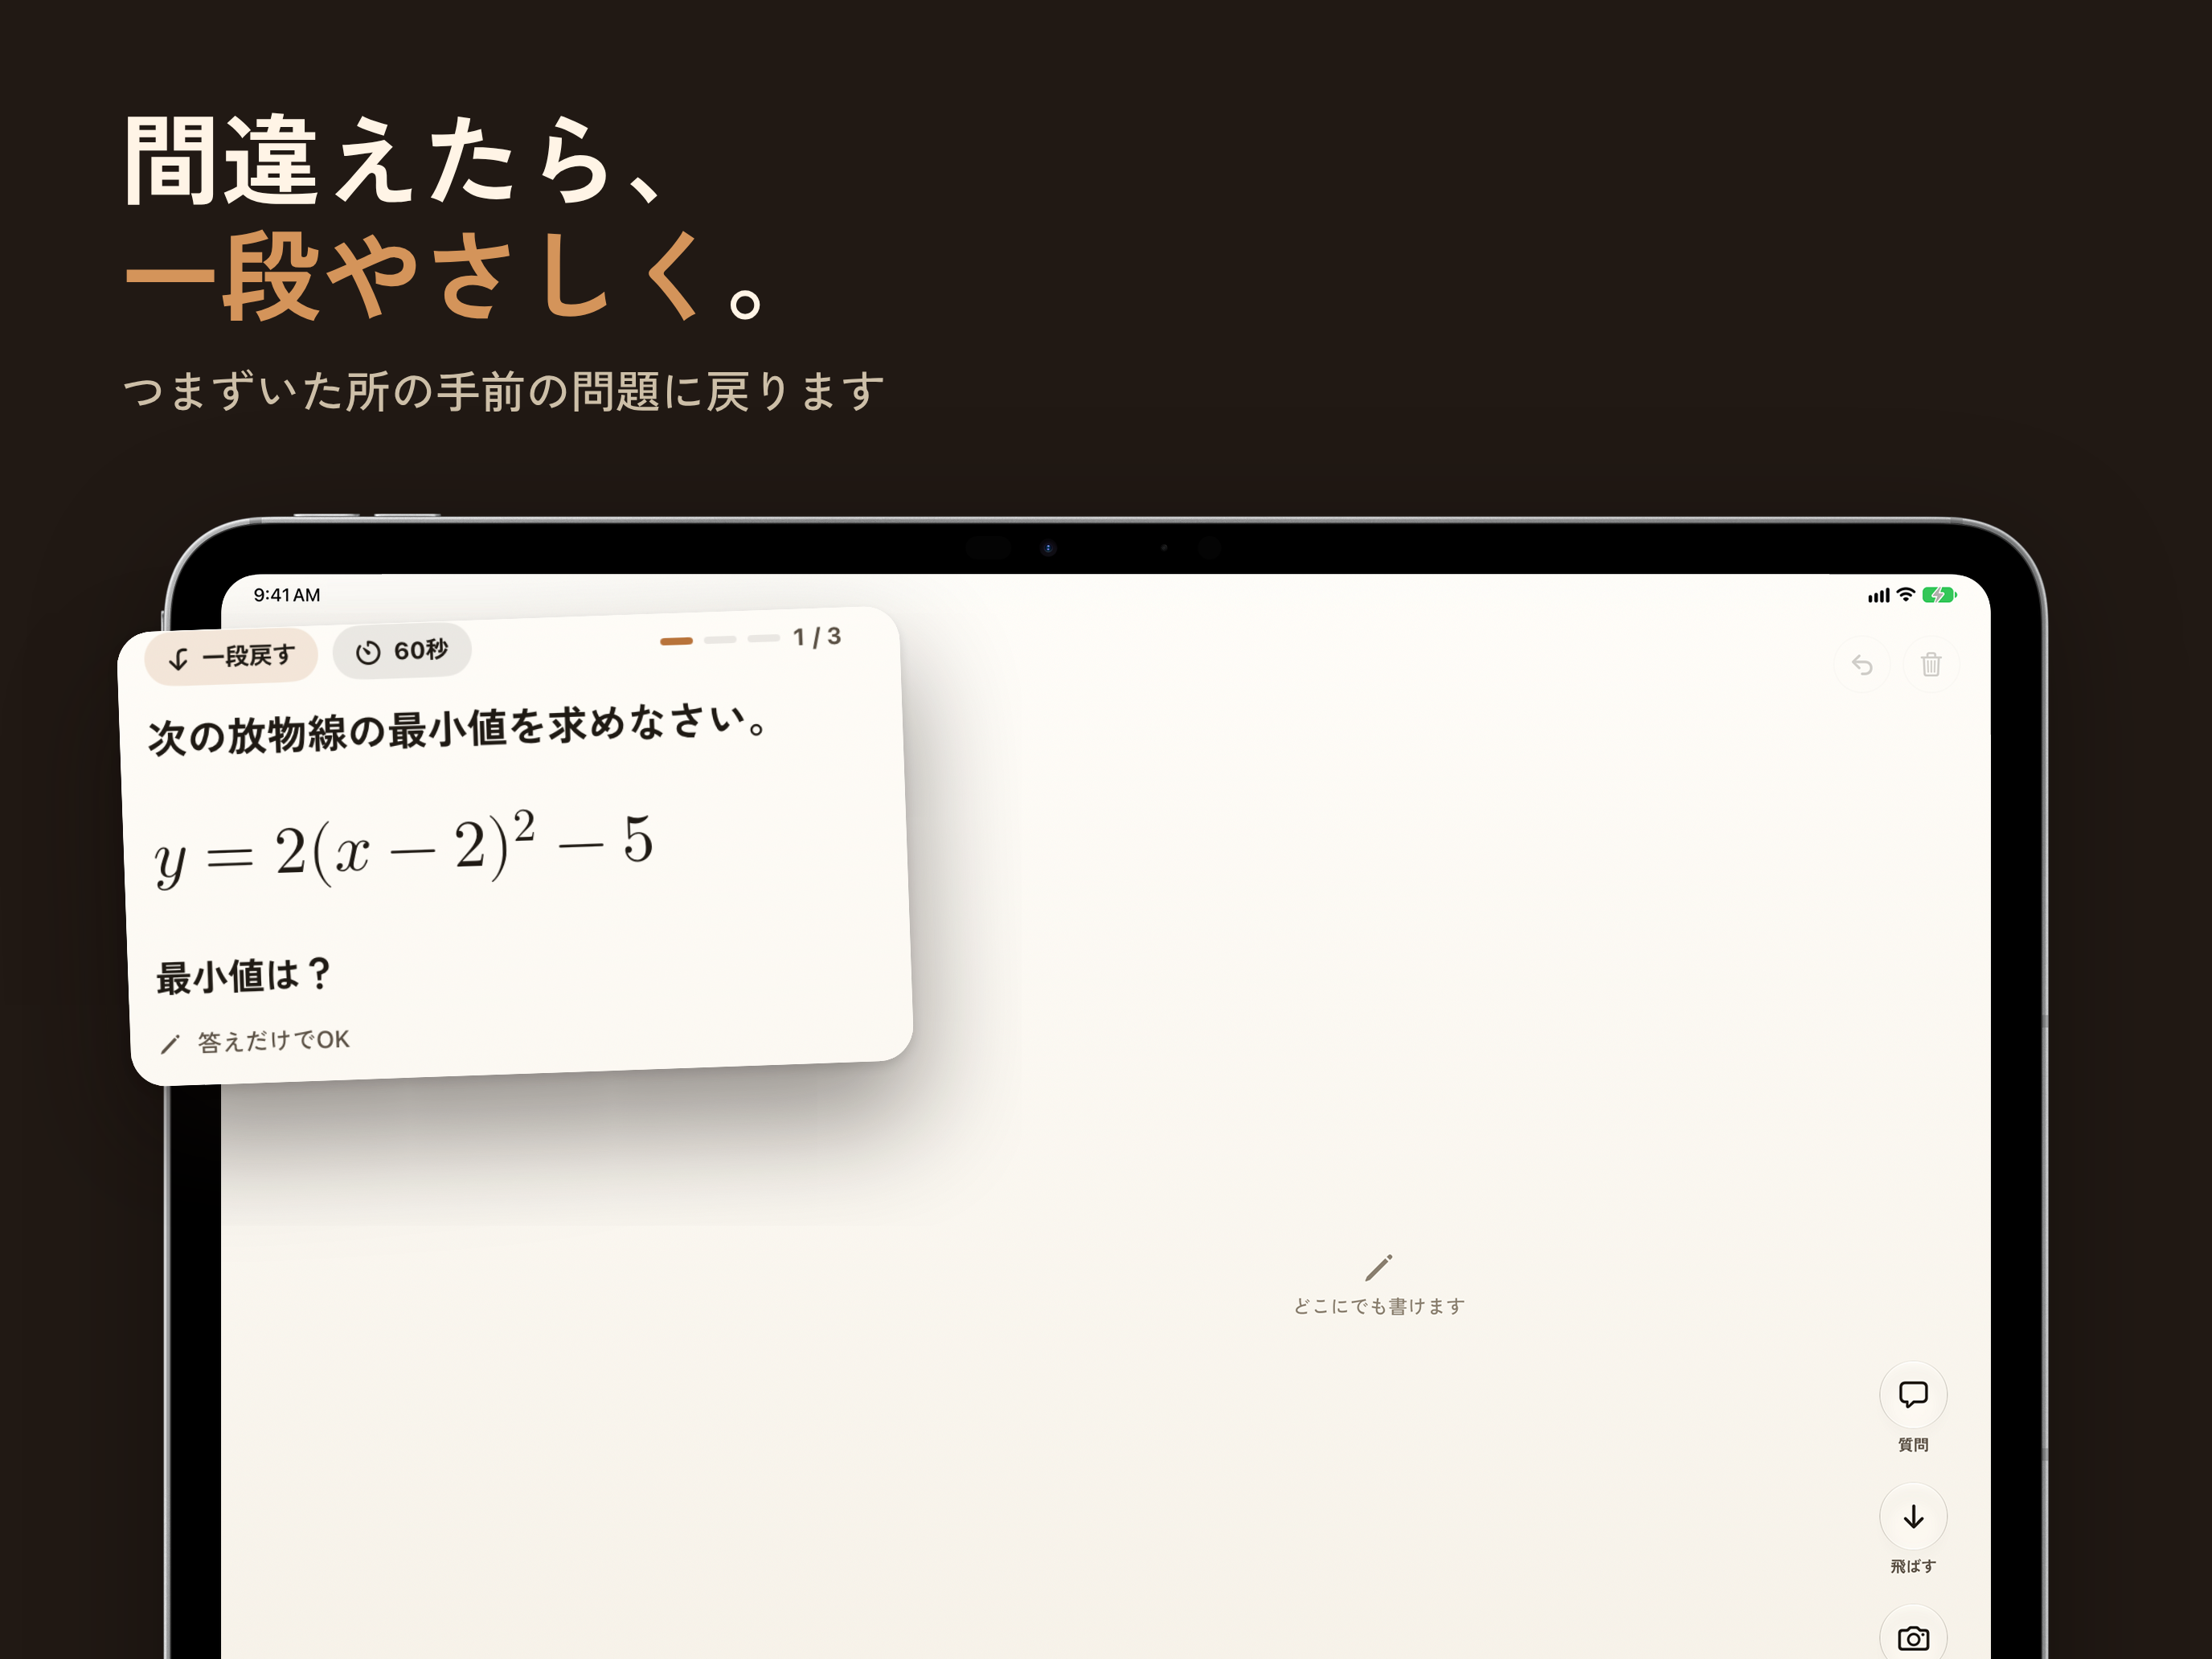 間違えたら、
一段やさしく。
つまずいた所の手前の問題に戻ります
9:41 AM
一段戻す
60秒
1 / 3
次の放物線の最小値を求めなさい。
y = 2(x − 2)² − 5
最小値は？
答えだけでOK
どこにでも書けます
質問
飛ばす